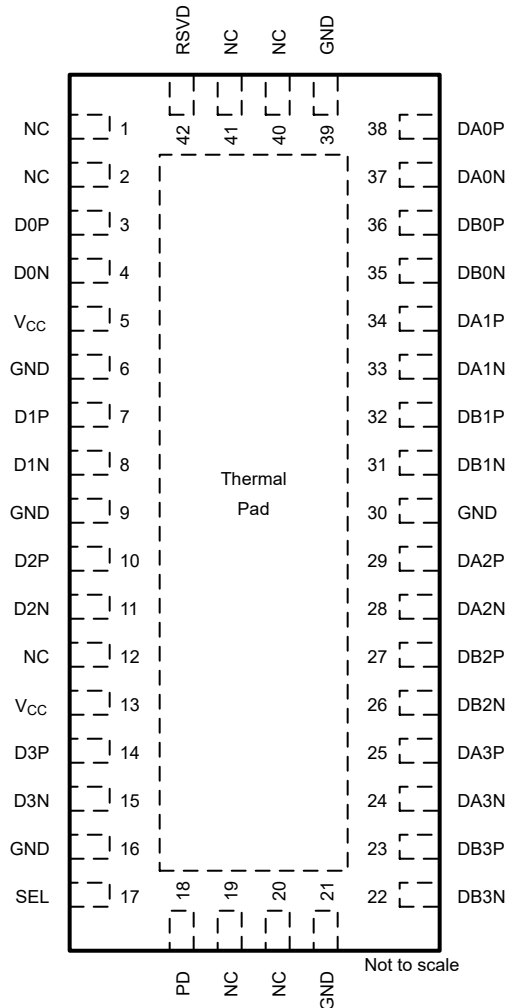 RSVD
NC
NC
GND
42
41
40
39
NC 1
NC 2
D0P 3
D0N 4
VCC 5
GND 6
D1P 7
D1N 8
GND 9
D2P 10
D2N 11
NC 12
VCC 13
D3P 14
D3N 15
GND 16
SEL 17
Thermal
Pad
38 DA0P
37 DA0N
36 DB0P
35 DB0N
34 DA1P
33 DA1N
32 DB1P
31 DB1N
30 GND
29 DA2P
28 DA2N
27 DB2P
26 DB2N
25 DA3P
24 DA3N
23 DB3P
22 DB3N
18
19
20
21
PD
NC
NC
GND
Not to scale